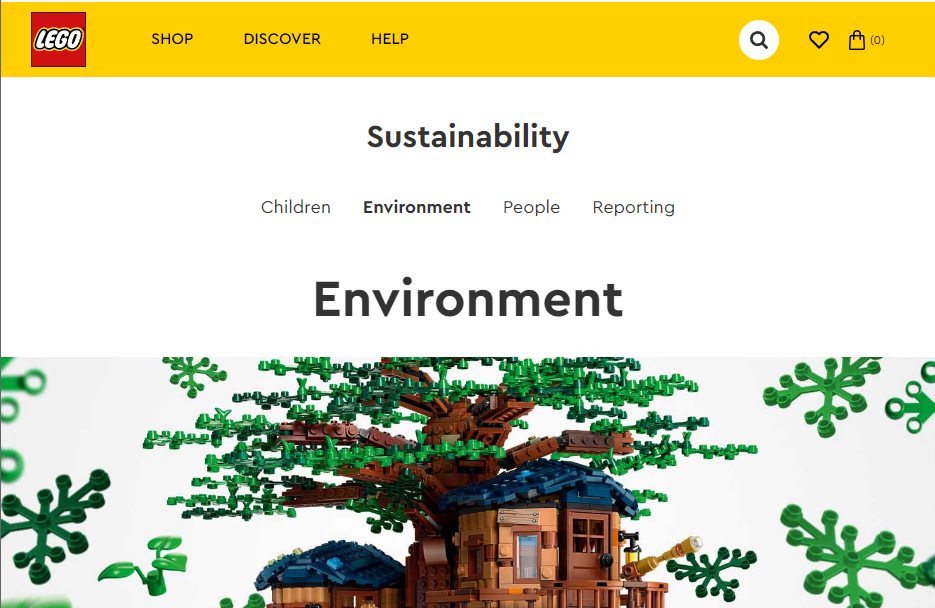 LEGO
SHOP DISCOVER HELP
(0)
Sustainability
Children Environment People Reporting
Environment